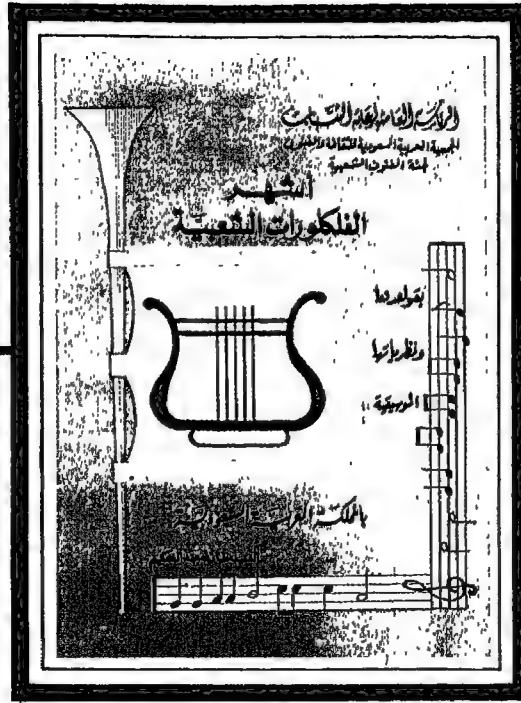 الرئاسة العامة لرعاية الشباب
الجمعية العربية السعودية للثقافة والفنون
لجنة الفنون الشعبية
أشهر
الفلكلورات الشعبية
بقواعدها
ونظرياتها
الموسيقية
بالمملكة العربية السعودية